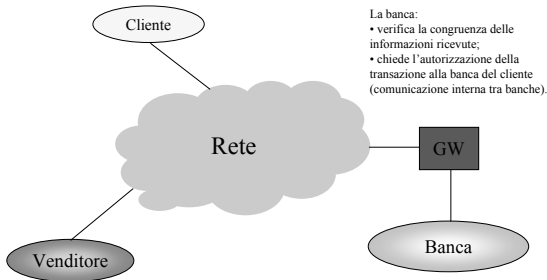 Cliente
La banca:
• verifica la congruenza delle
informazioni ricevute;
• chiede l'autorizzazione della
transazione alla banca del cliente
(comunicazione interna tra banche).
Rete
GW
Venditore
Banca